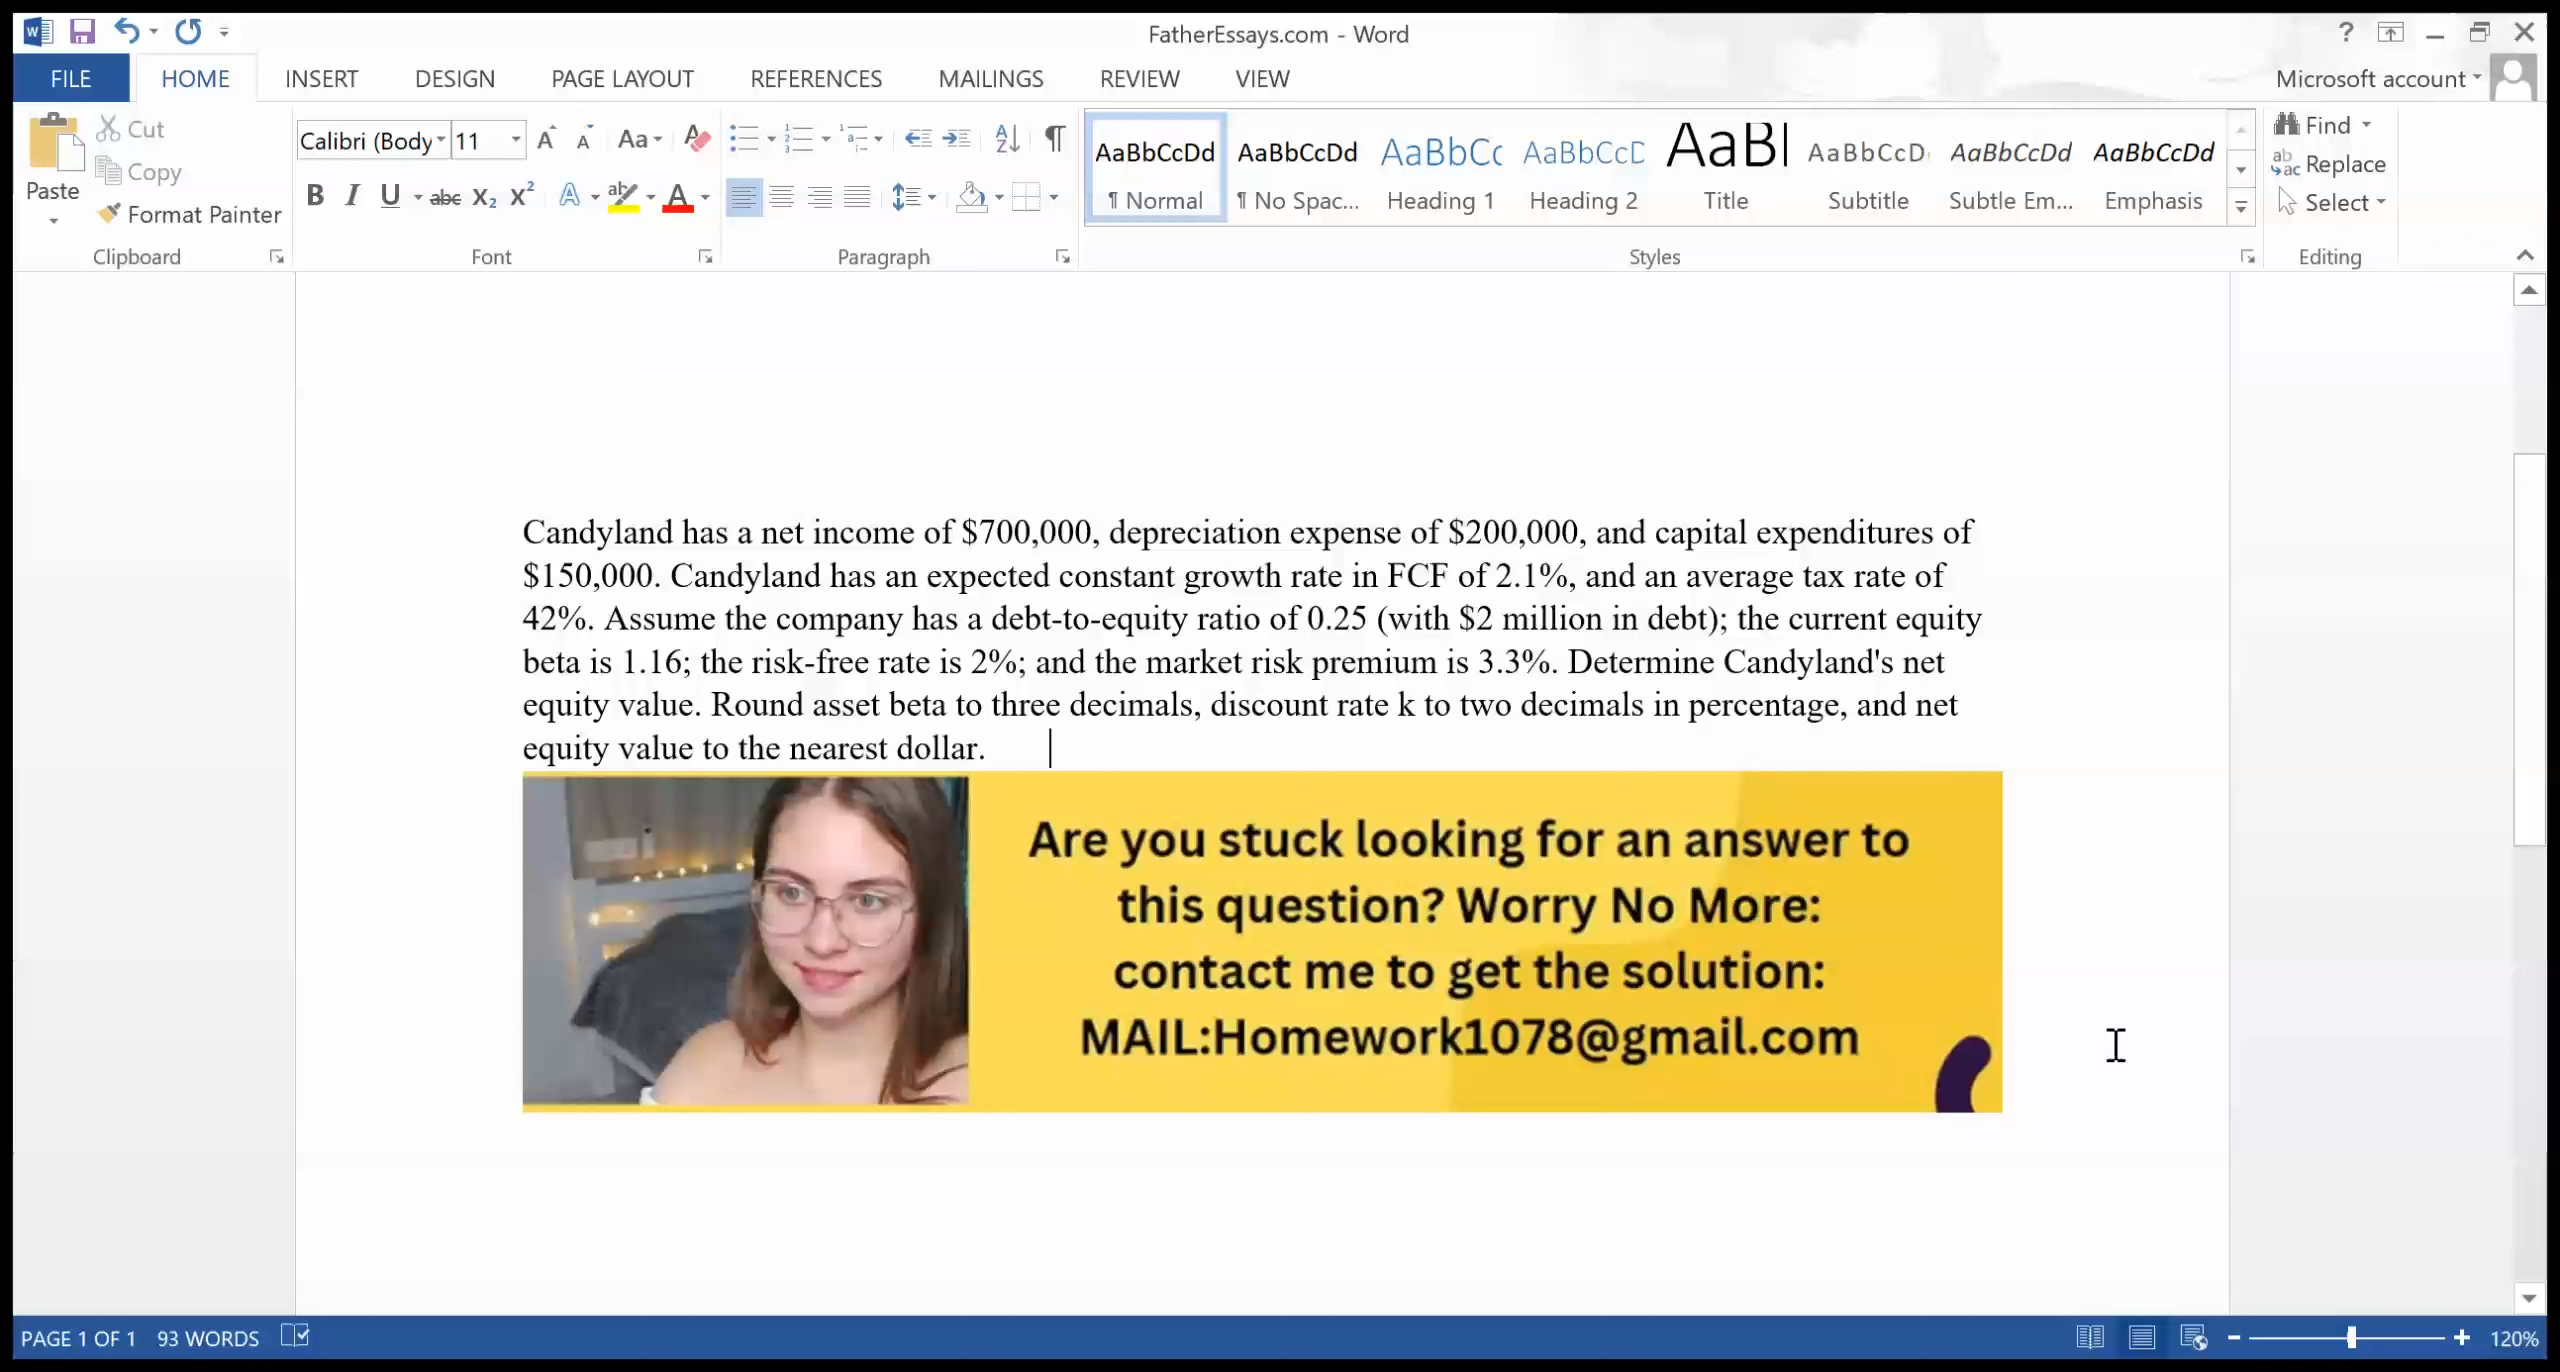 FatherEssays.com - Word
?
FILE HOME INSERT DESIGN PAGE LAYOUT REFERENCES MAILINGS REVIEW VIEW
Microsoft account
Paste
Cut
Copy
Format Painter
Clipboard
Calibri (Body 11
Font
Paragraph
AaBbCcDd AaBbCcDd AaBbCc AaBbCcD AaBl AaBbCcD AaBbCcDd AaBbCcDd
¶ Normal ¶ No Spac... Heading 1 Heading 2 Title Subtitle Subtle Em... Emphasis
Styles
Find
Replace
Select
Editing
Candyland has a net income of $700,000, depreciation expense of $200,000, and capital expenditures of
$150,000. Candyland has an expected constant growth rate in FCF of 2.1%, and an average tax rate of
42%. Assume the company has a debt-to-equity ratio of 0.25 (with $2 million in debt); the current equity
beta is 1.16; the risk-free rate is 2%; and the market risk premium is 3.3%. Determine Candyland's net
equity value. Round asset beta to three decimals, discount rate k to two decimals in percentage, and net
equity value to the nearest dollar.
Are you stuck looking for an answer to
this question? Worry No More:
contact me to get the solution:
MAIL:Homework1078@gmail.com
PAGE 1 OF 1 93 WORDS
120%